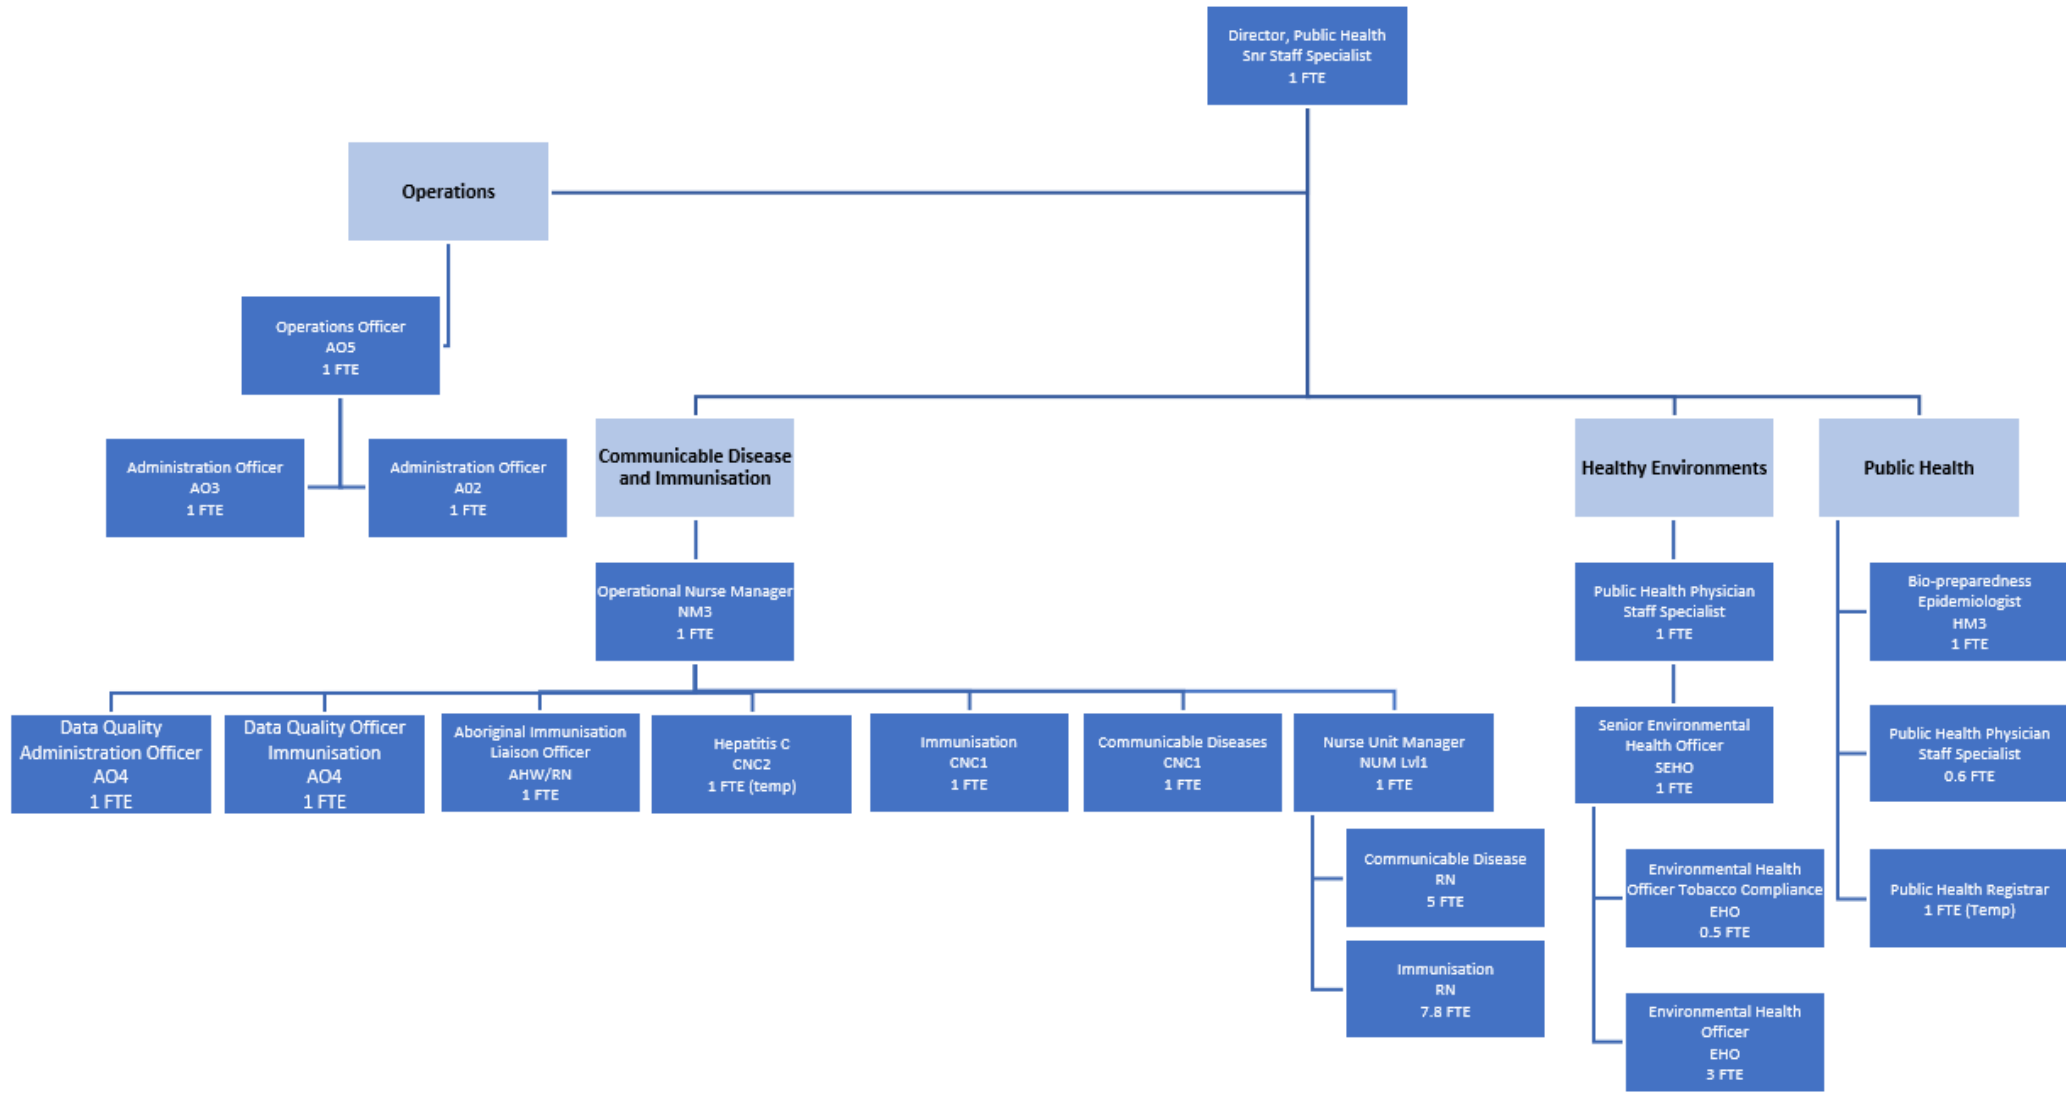 Director, Public Health
Snr Staff Specialist
1 FTE
Operations
Operations Officer
AO5
1 FTE
Administration Officer
AO3
1 FTE
Administration Officer
A02
1 FTE
Communicable Disease
and Immunisation
Healthy Environments
Public Health
Operational Nurse Manager
NM3
1 FTE
Public Health Physician
Staff Specialist
1 FTE
Bio-preparedness
Epidemiologist
HM3
1 FTE
Data Quality
Administration Officer
AO4
1 FTE
Data Quality Officer
Immunisation
AO4
1 FTE
Aboriginal Immunisation
Liaison Officer
AHW/RN
1 FTE
Hepatitis C
CNC2
1 FTE (temp)
Immunisation
CNC1
1 FTE
Communicable Diseases
CNC1
1 FTE
Nurse Unit Manager
NUM Lvl1
1 FTE
Senior Environmental
Health Officer
SEHO
1 FTE
Public Health Physician
Staff Specialist
0.6 FTE
Communicable Disease
RN
5 FTE
Environmental Health
Officer Tobacco Compliance
EHO
0.5 FTE
Public Health Registrar
1 FTE (Temp)
Immunisation
RN
7.8 FTE
Environmental Health
Officer
EHO
3 FTE